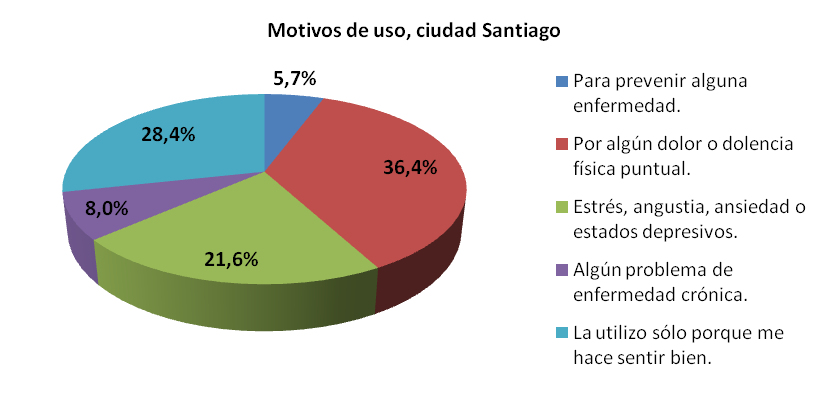 Motivos de uso, ciudad Santiago
5,7%
36,4%
21,6%
8,0%
28,4%
Para prevenir alguna
enfermedad.
Por algún dolor o dolencia
física puntual.
Estrés, angustia, ansiedad o
estados depresivos.
Algún problema de
enfermedad crónica.
La utilizo sólo porque me
hace sentir bien.